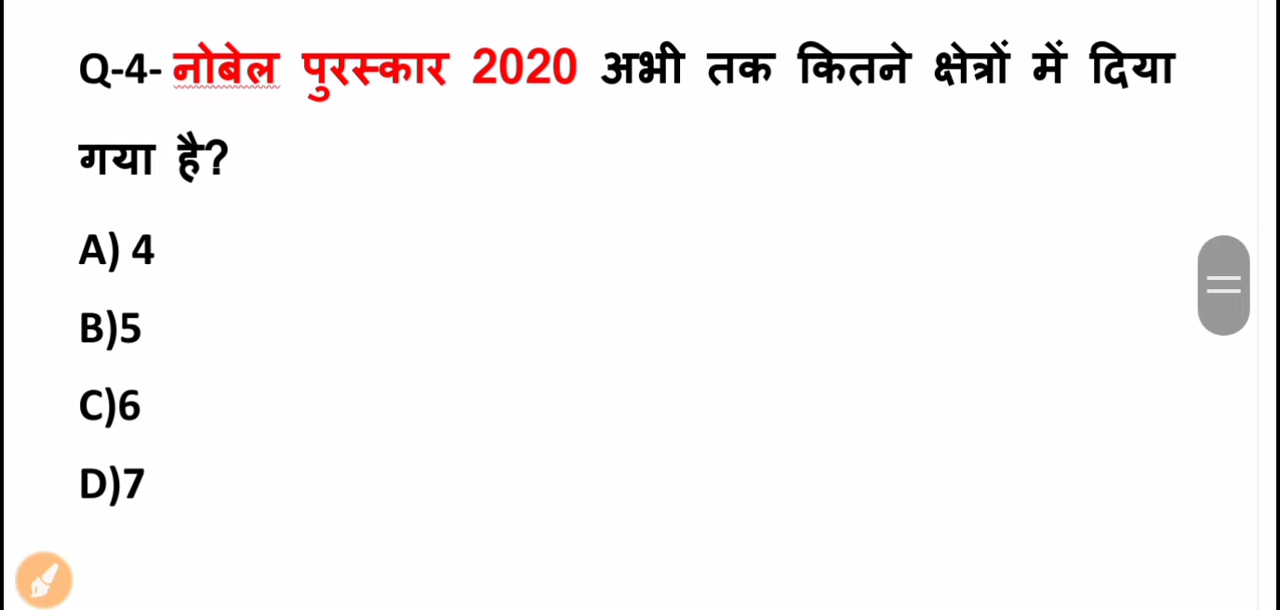 Q-4- नोबेल पुरस्कार 2020 अभी तक कितने क्षेत्रों में दिया
गया है?
A) 4
B)5
C)6
D)7